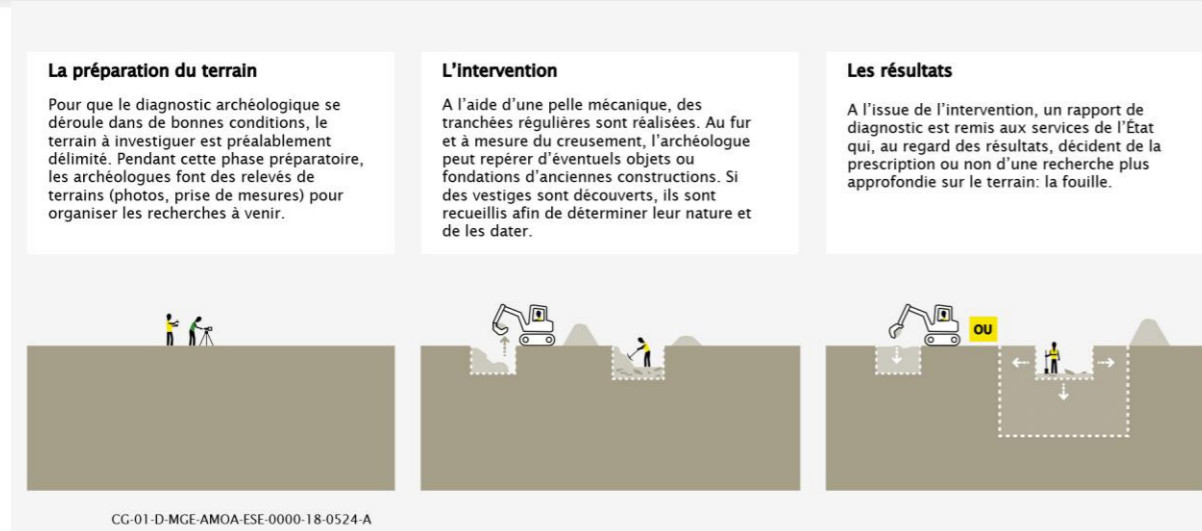 La préparation du terrain
Pour que le diagnostic archéologique se
déroule dans de bonnes conditions, le
terrain à investiguer est préalablement
délimité. Pendant cette phase préparatoire,
les archéologues font des relevés de
terrains (photos, prise de mesures) pour
organiser les recherches à venir.
L'intervention
A l'aide d'une pelle mécanique, des
tranchées régulières sont réalisées. Au fur
et à mesure du creusement, l'archéologue
peut repérer d'éventuels objets ou
fondations d'anciennes constructions. Si
des vestiges sont découverts, ils sont
recueillis afin de déterminer leur nature et
de les dater.
Les résultats
A l'issue de l'intervention, un rapport de
diagnostic est remis aux services de l'État
qui, au regard des résultats, décident de la
prescription ou non d'une recherche plus
approfondie sur le terrain: la fouille.
OU
CG-01-D-MGE-AMOA-ESE-0000-18-0524-A